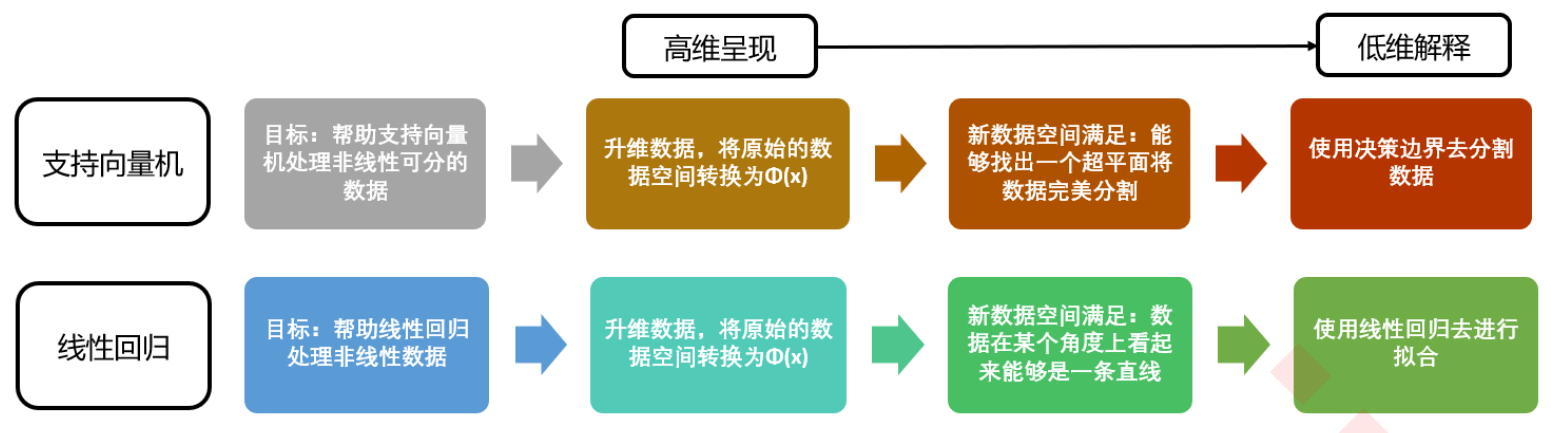 高维呈现
低维解释
支持向量机
目标：帮助支持向量
机处理非线性可分的
数据
升维数据，将原始的数
据空间转换为Φ(x)
新数据空间满足：能
够找出一个超平面将
数据完美分割
使用决策边界去分割
数据
线性回归
目标：帮助线性回归
处理非线性数据
升维数据，将原始的数
据空间转换为Φ(x)
新数据空间满足：数
据在某个角度上看起
来能够是一条直线
使用线性回归去进行
拟合